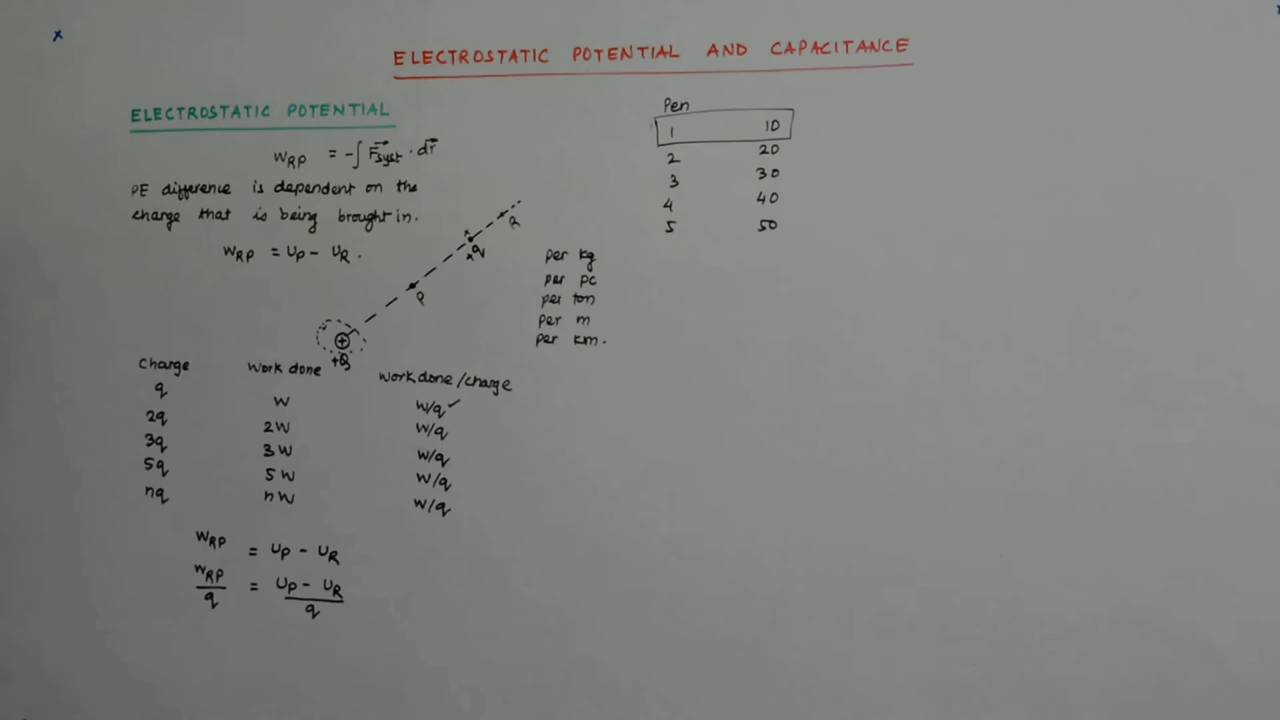 ELECTROSTATIC POTENTIAL AND CAPACITANCE
ELECTROSTATIC POTENTIAL
W_RP = -∫ F⃗_syst · dr⃗
PE difference is dependent on the
charge that is being brought in.
W_RP = U_P - U_R .
R
q
P
+
+Q
Charge Work done Work done/charge
q W W/q ✓
2q 2W W/q
3q 3W W/q
5q 5W W/q
nq nW W/q
W_RP = U_P - U_R
W_RP/q = (U_P - U_R)/q
Pen
1 10
2 20
3 30
4 40
5 50
per kg
per pc
per ton
per m
per km.